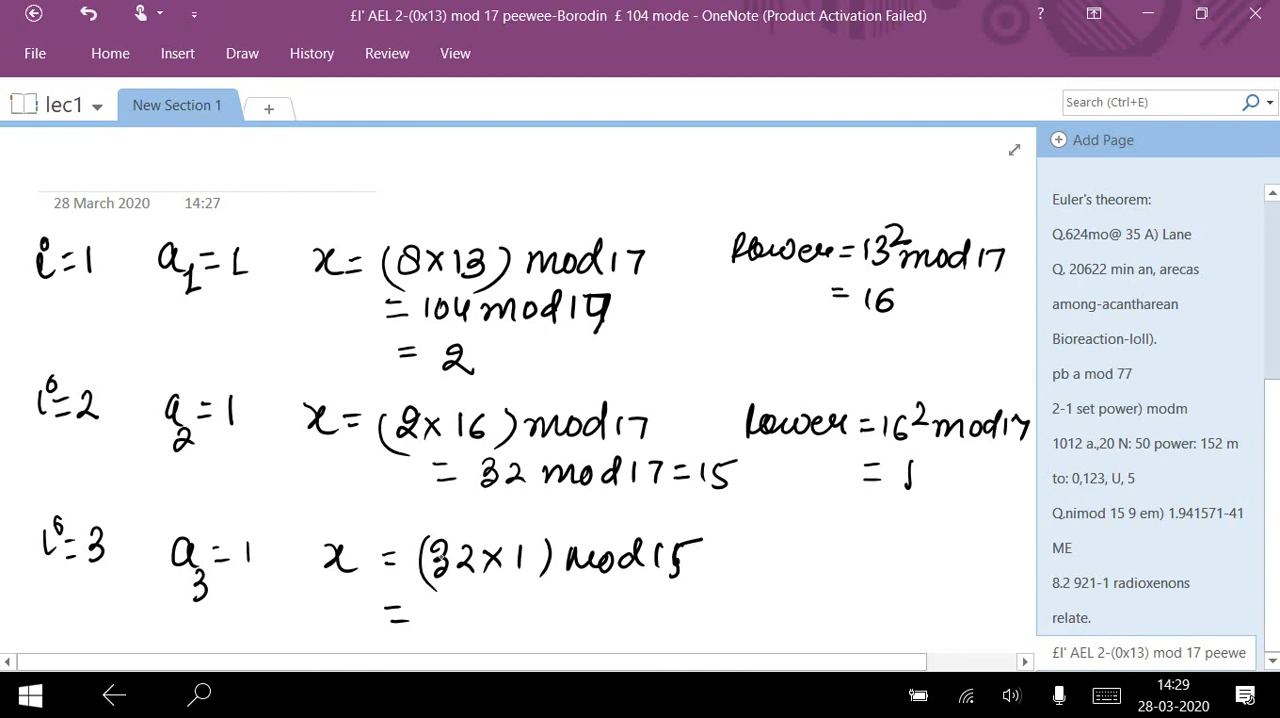 £I' AEL 2-(0x13) mod 17 peewee-Borodin £ 104 mode - OneNote (Product Activation Failed)
File Home Insert Draw History Review View
lec1 New Section 1
Search (Ctrl+E)
Add Page
28 March 2020 14:27
i=1 a1=1 x=(8×13) mod 17 Power=13² mod 17
= 104 mod 17 = 16
= 2
i=2 a2=1 x=(2×16) mod 17 Power=16² mod 17
= 32 mod 17=15 = 1
i=3 a3=1 x=(32×1) mod 15
=
Euler's theorem:
Q.624mo@ 35 A) Lane
Q. 20622 min an, arecas
among-acantharean
Bioreaction-loll).
pb a mod 77
2-1 set power) modm
1012 a.,20 N: 50 power: 152 m
to: 0,123, U, 5
Q.nimod 15 9 em) 1.941571-41
ME
8.2 921-1 radioxenons
relate.
£I' AEL 2-(0x13) mod 17 peewe
14:29
28-03-2020